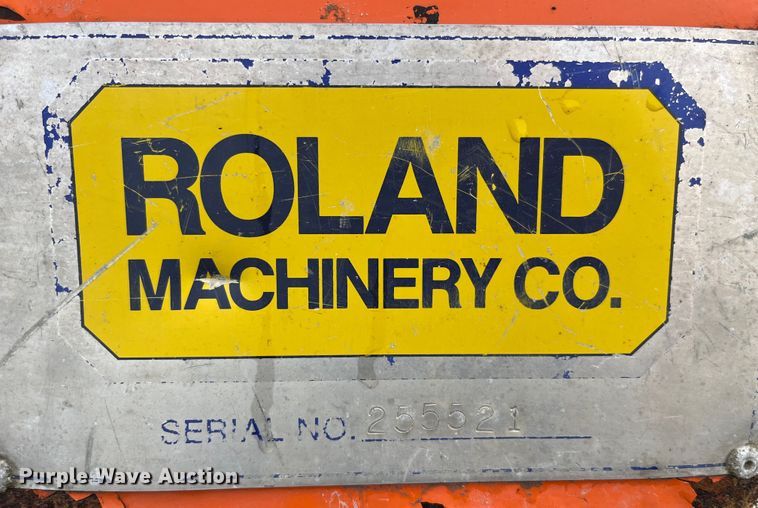 ROLAND
MACHINERY CO.
SERIAL NO. 255521
Purple Wave Auction